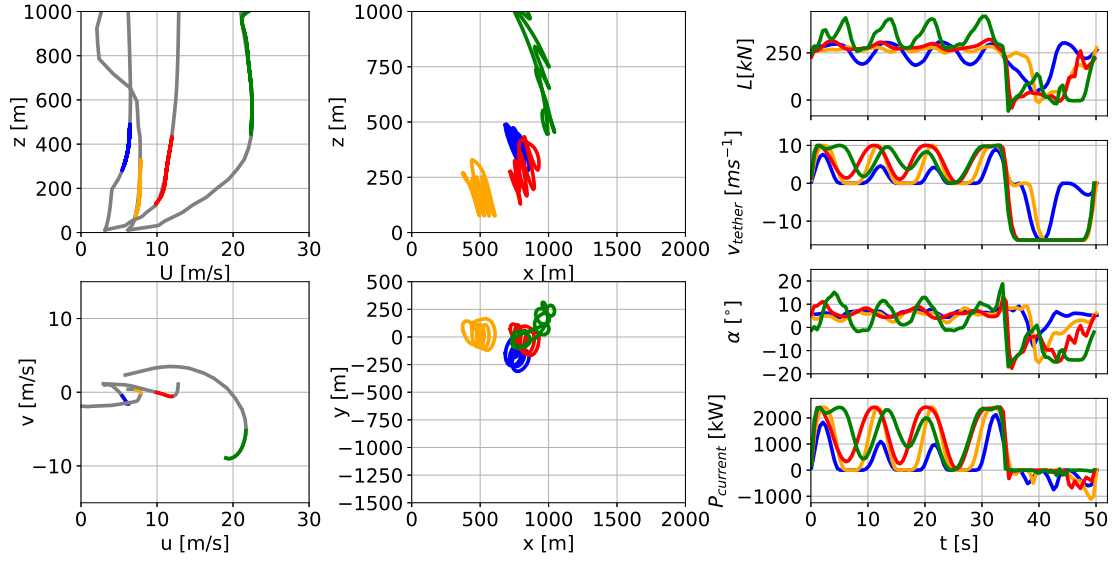 1000
800
600
400
200
0
z [m]
0 10 20 30
U [m/s]
1000
750
500
250
0
z [m]
0 500 1000 1500 2000
x [m]
250
0
L[kN]
10
0
−10
v_tether [ms⁻¹]
20
10
0
−10
−20
α [°]
2000
1000
0
−1000
P_current [kW]
0 10 20 30 40 50
t [s]
10
0
−10
v [m/s]
0 10 20 30
u [m/s]
500
250
0
−250
−500
−750
−1000
−1250
−1500
y [m]
0 500 1000 1500 2000
x [m]